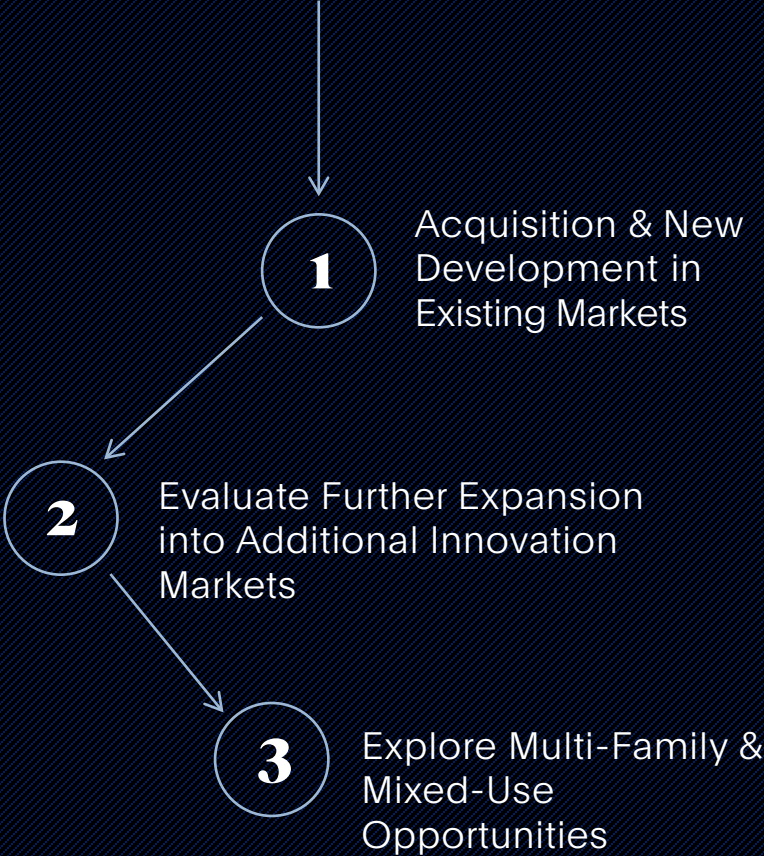 1
Acquisition & New
Development in
Existing Markets
2
Evaluate Further Expansion
into Additional Innovation
Markets
3
Explore Multi-Family &
Mixed-Use
Opportunities